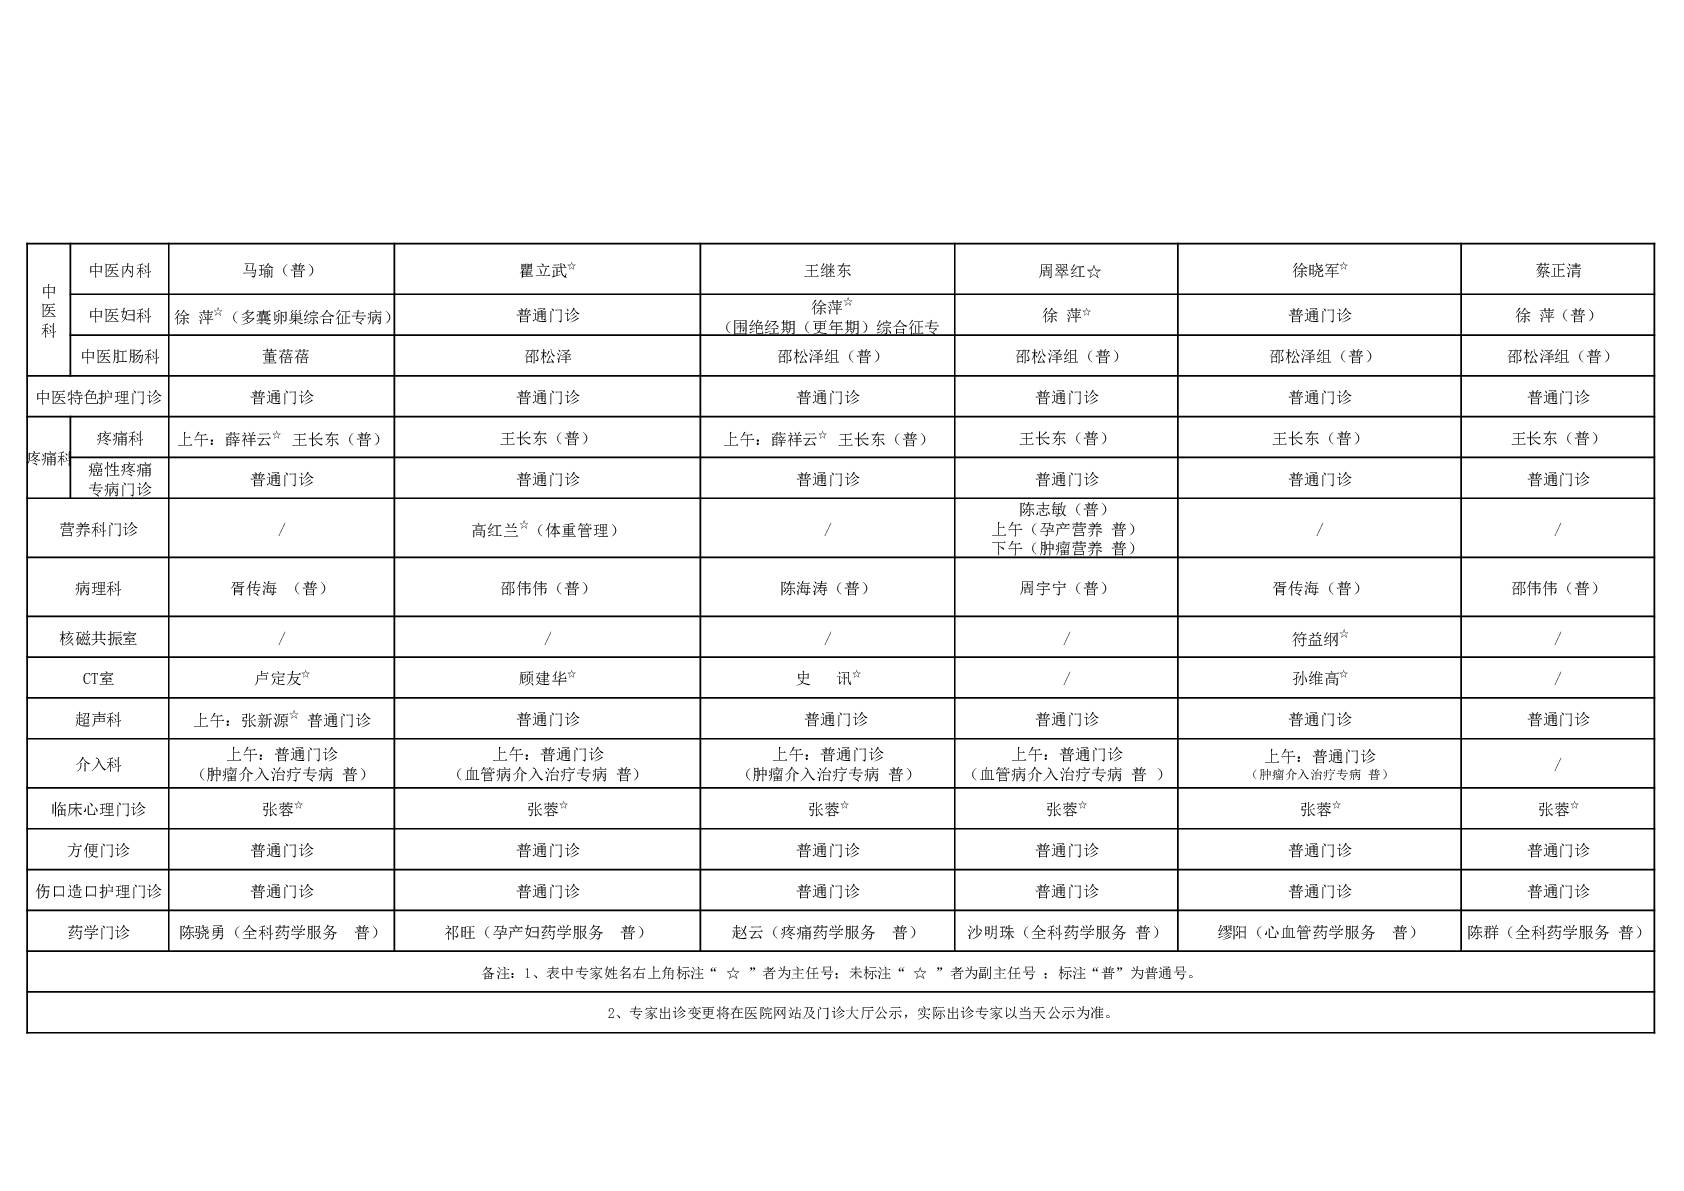 中医科 中医内科 马瑜（普） 瞿立武☆ 王继东 周翠红☆ 徐晓军☆ 蔡正清
中医妇科 徐 萍☆（多囊卵巢综合征专病） 普通门诊 徐萍☆（围绝经期（更年期）综合征专 徐 萍☆ 普通门诊 徐 萍（普）
中医肛肠科 董蓓蓓 邵松泽 邵松泽组（普） 邵松泽组（普） 邵松泽组（普） 邵松泽组（普）
中医特色护理门诊 普通门诊 普通门诊 普通门诊 普通门诊 普通门诊 普通门诊
疼痛科 疼痛科 上午：薛祥云☆ 王长东（普） 王长东（普） 上午：薛祥云☆ 王长东（普） 王长东（普） 王长东（普） 王长东（普）
癌性疼痛专病门诊 普通门诊 普通门诊 普通门诊 普通门诊 普通门诊 普通门诊
营养科门诊 / 高红兰☆（体重管理） / 陈志敏（普）上午（孕产营养 普）下午（肿瘤营养 普） / /
病理科 胥传海 （普） 邵伟伟（普） 陈海涛（普） 周宇宁（普） 胥传海（普） 邵伟伟（普）
核磁共振室 / / / / 符益纲☆ /
CT室 卢定友☆ 顾建华☆ 史 讯☆ / 孙维高☆ /
超声科 上午：张新源☆ 普通门诊 普通门诊 普通门诊 普通门诊 普通门诊 普通门诊
介入科 上午：普通门诊（肿瘤介入治疗专病 普） 上午：普通门诊（血管病介入治疗专病 普） 上午：普通门诊（肿瘤介入治疗专病 普） 上午：普通门诊（血管病介入治疗专病 普 ） 上午：普通门诊（肿瘤介入治疗专病 普） /
临床心理门诊 张蓉☆ 张蓉☆ 张蓉☆ 张蓉☆ 张蓉☆ 张蓉☆
方便门诊 普通门诊 普通门诊 普通门诊 普通门诊 普通门诊 普通门诊
伤口造口护理门诊 普通门诊 普通门诊 普通门诊 普通门诊 普通门诊 普通门诊
药学门诊 陈骁勇（全科药学服务 普） 祁旺（孕产妇药学服务 普） 赵云（疼痛药学服务 普） 沙明珠（全科药学服务 普） 缪阳（心血管药学服务 普） 陈群（全科药学服务 普）
备注：1、表中专家姓名右上角标注“ ☆ ”者为主任号；未标注“ ☆ ”者为副主任号 ；标注“普”为普通号。
2、专家出诊变更将在医院网站及门诊大厅公示，实际出诊专家以当天公示为准。